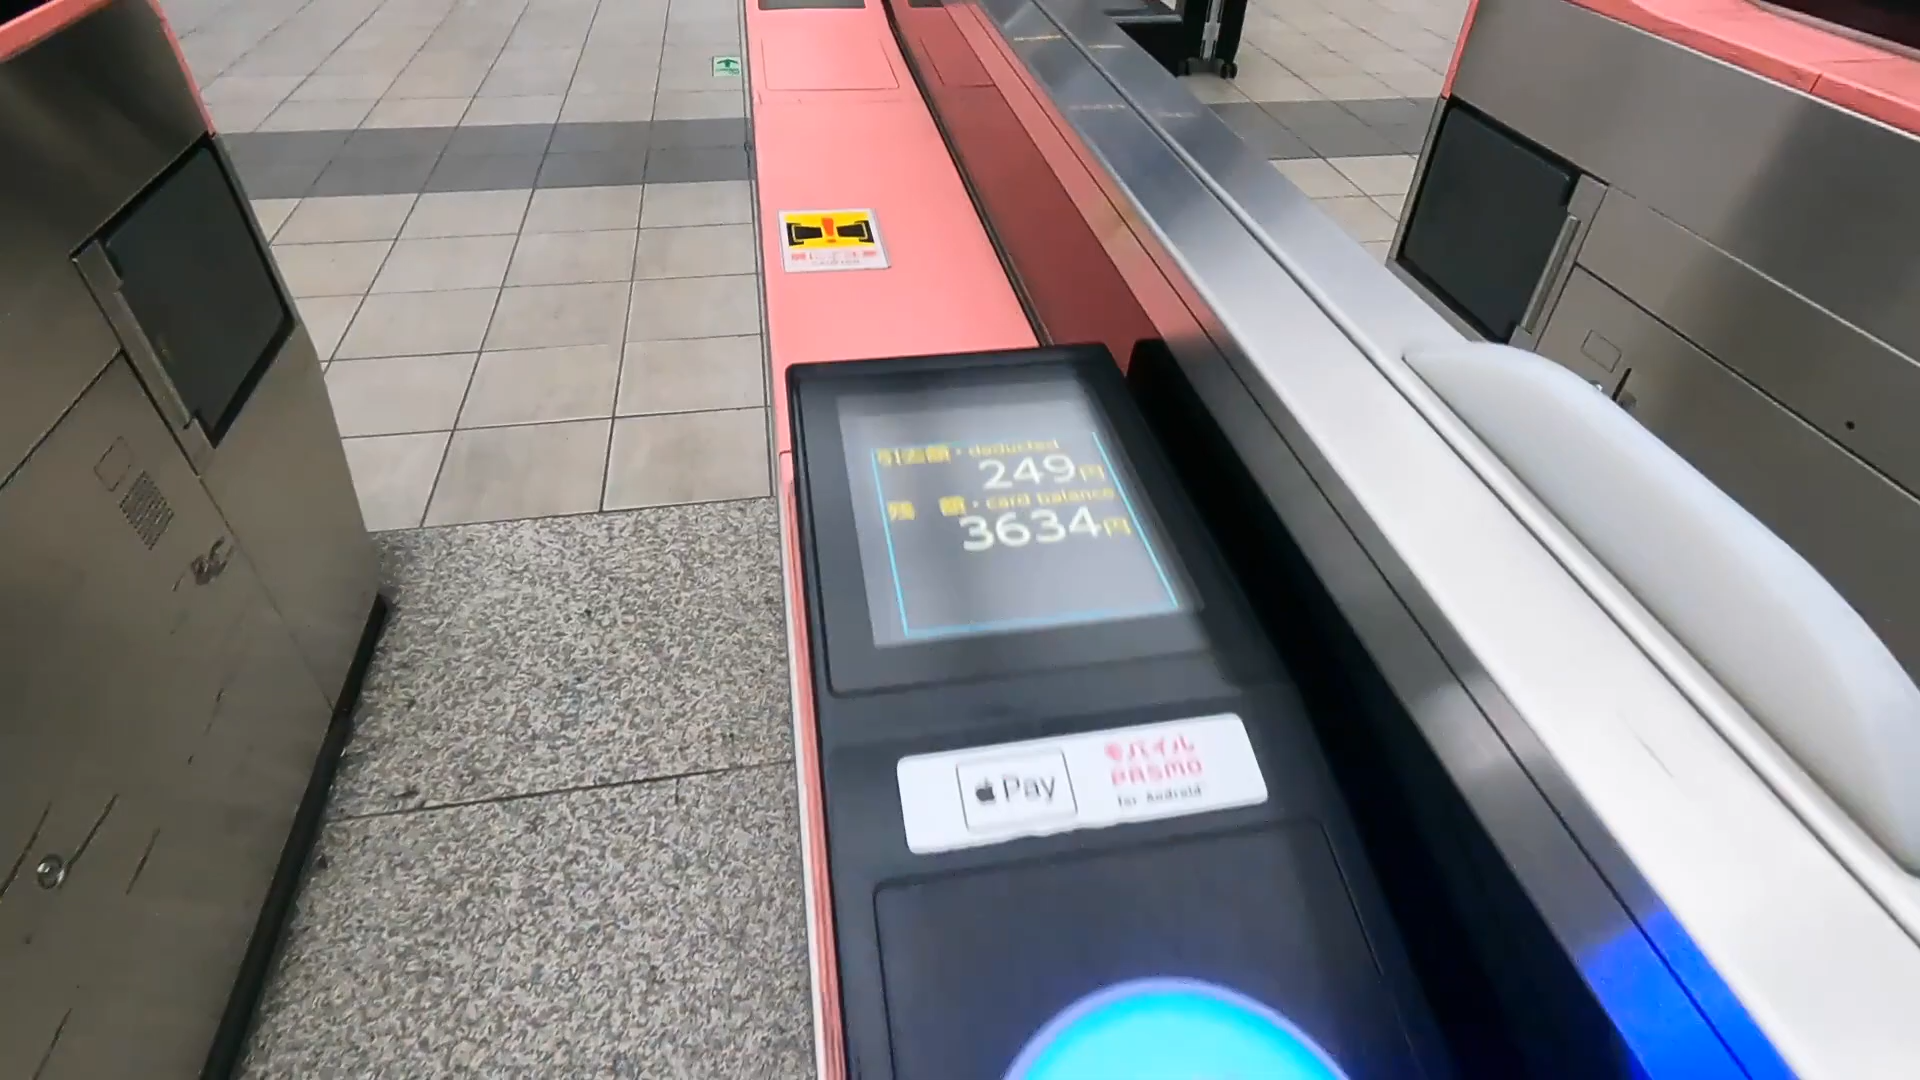 引去額・deducted
249円
残 額・card balance
3634円
Pay
モバイル
PASMO
for Android